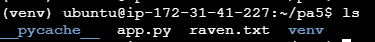 (venv) ubuntu@ip-172-31-41-227:~/pa5$ ls
__pycache__  app.py  raven.txt  venv